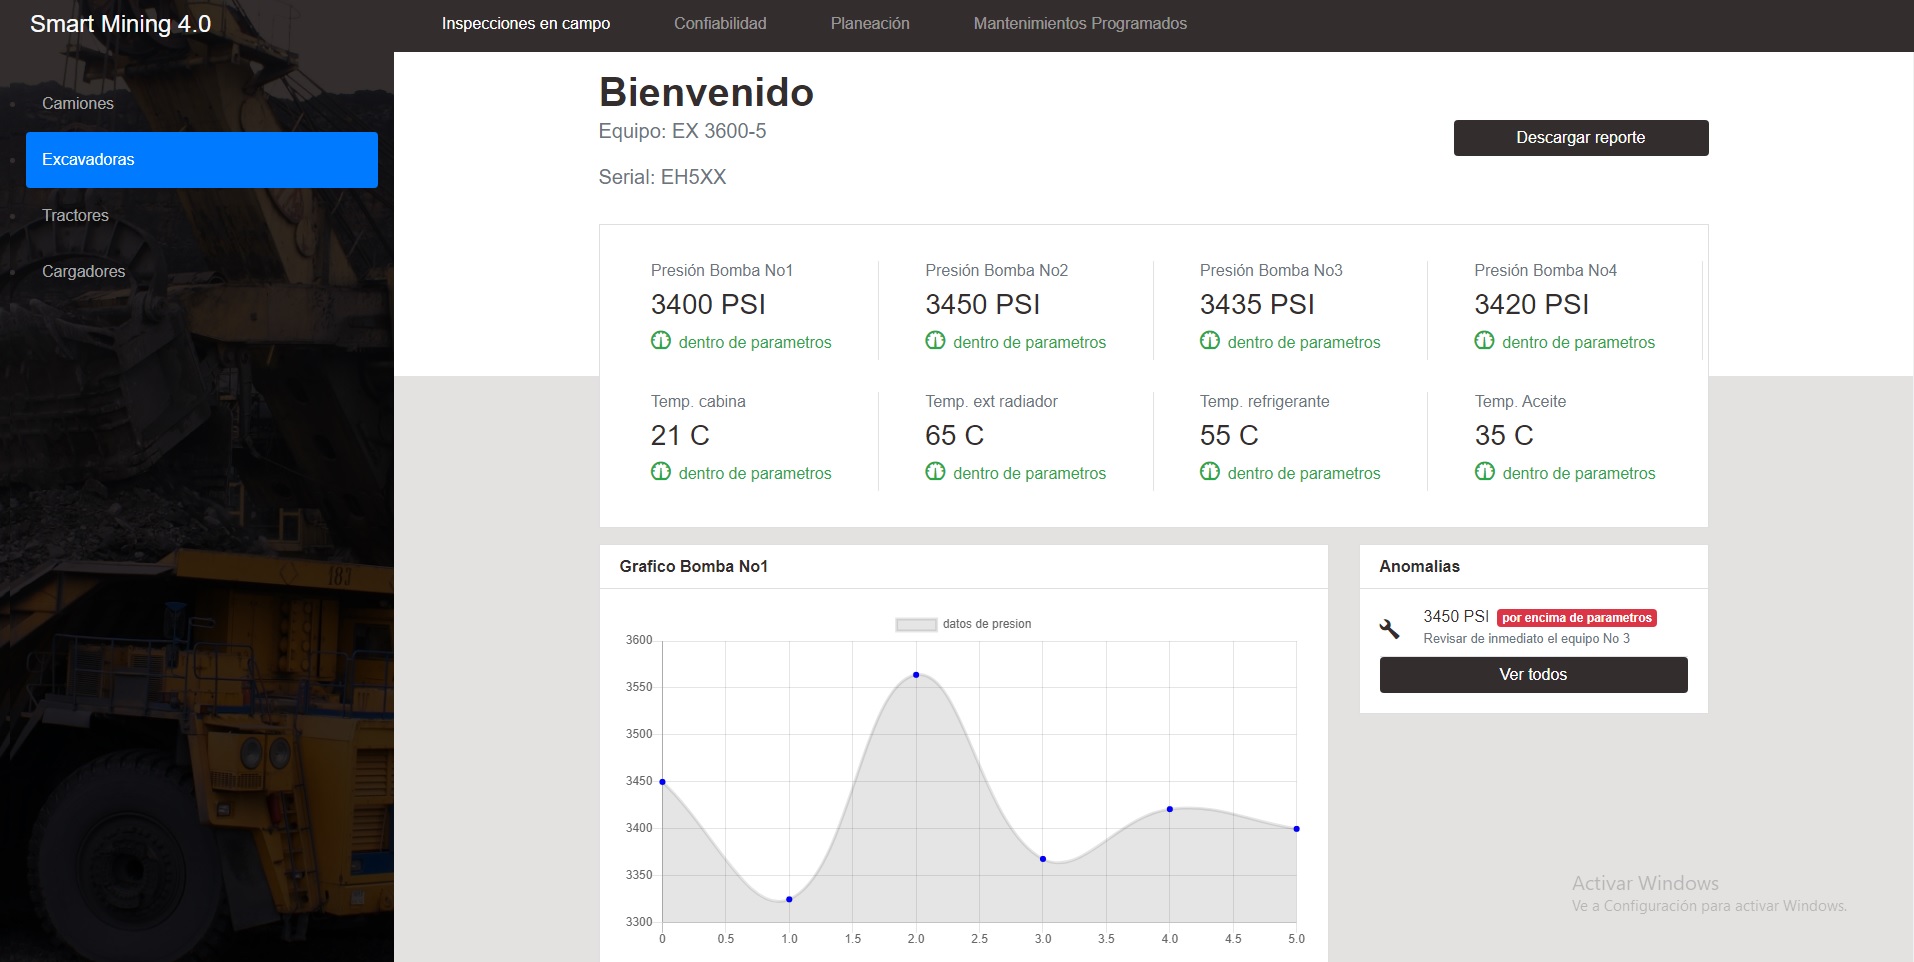 Smart Mining 4.0
Inspecciones en campo
Confiabilidad
Planeación
Mantenimientos Programados
Camiones
Excavadoras
Tractores
Cargadores
Bienvenido
Equipo: EX 3600-5
Serial: EH5XX
Descargar reporte
Presión Bomba No1
3400 PSI
dentro de parametros
Presión Bomba No2
3450 PSI
dentro de parametros
Presión Bomba No3
3435 PSI
dentro de parametros
Presión Bomba No4
3420 PSI
dentro de parametros
Temp. cabina
21 C
dentro de parametros
Temp. ext radiador
65 C
dentro de parametros
Temp. refrigerante
55 C
dentro de parametros
Temp. Aceite
35 C
dentro de parametros
Grafico Bomba No1
datos de presion
3600
3550
3500
3450
3400
3350
3300
0 0.5 1.0 1.5 2.0 2.5 3.0 3.5 4.0 4.5 5.0
Anomalias
3450 PSI por encima de parametros
Revisar de inmediato el equipo No 3
Ver todos
183
Activar Windows
Ve a Configuración para activar Windows.